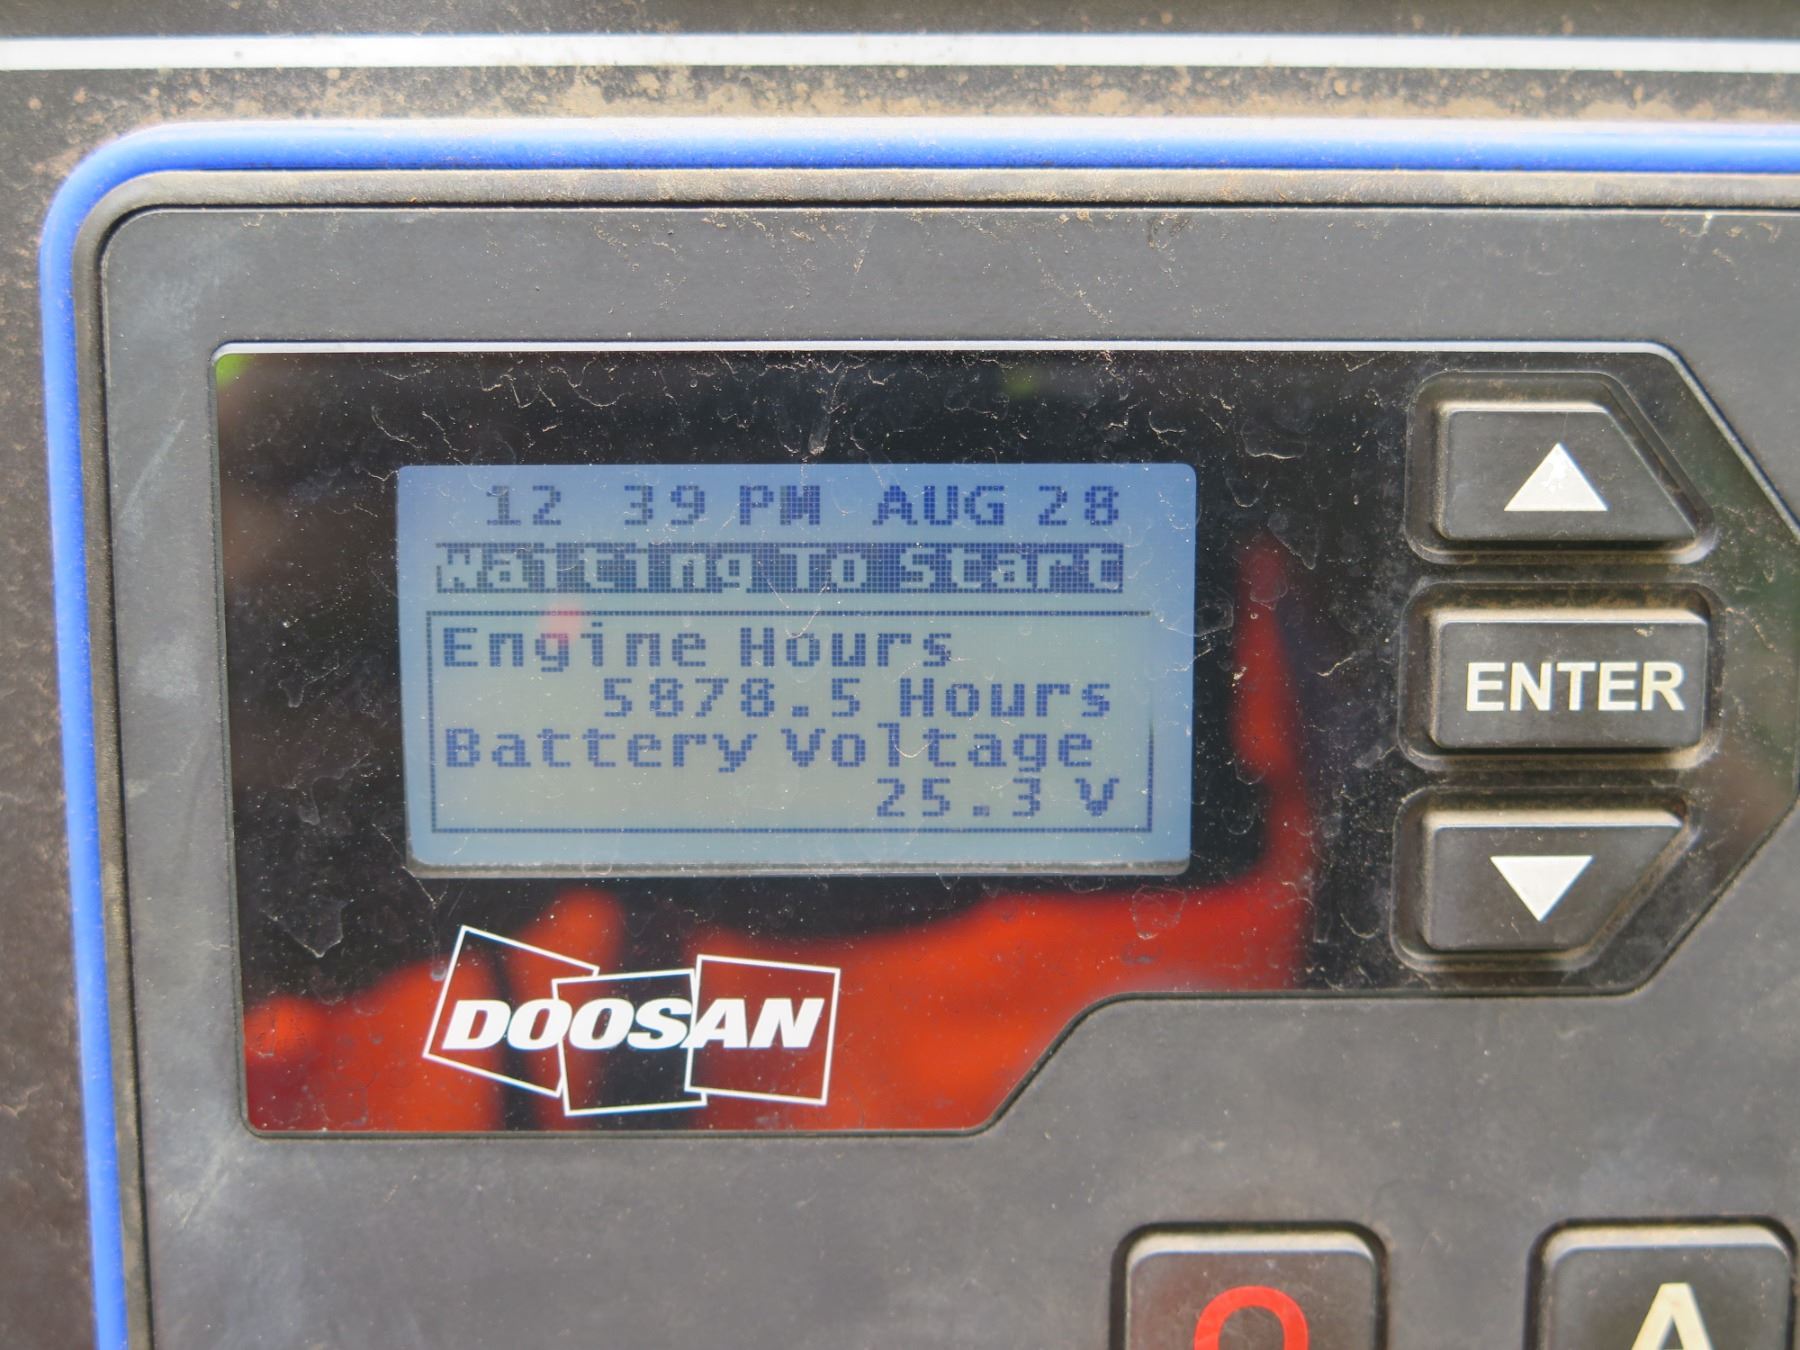 12 39 PM AUG 28
Waiting To Start
Engine Hours
5878.5 Hours
Battery Voltage
25.3 V
ENTER
DOOSAN
O
A